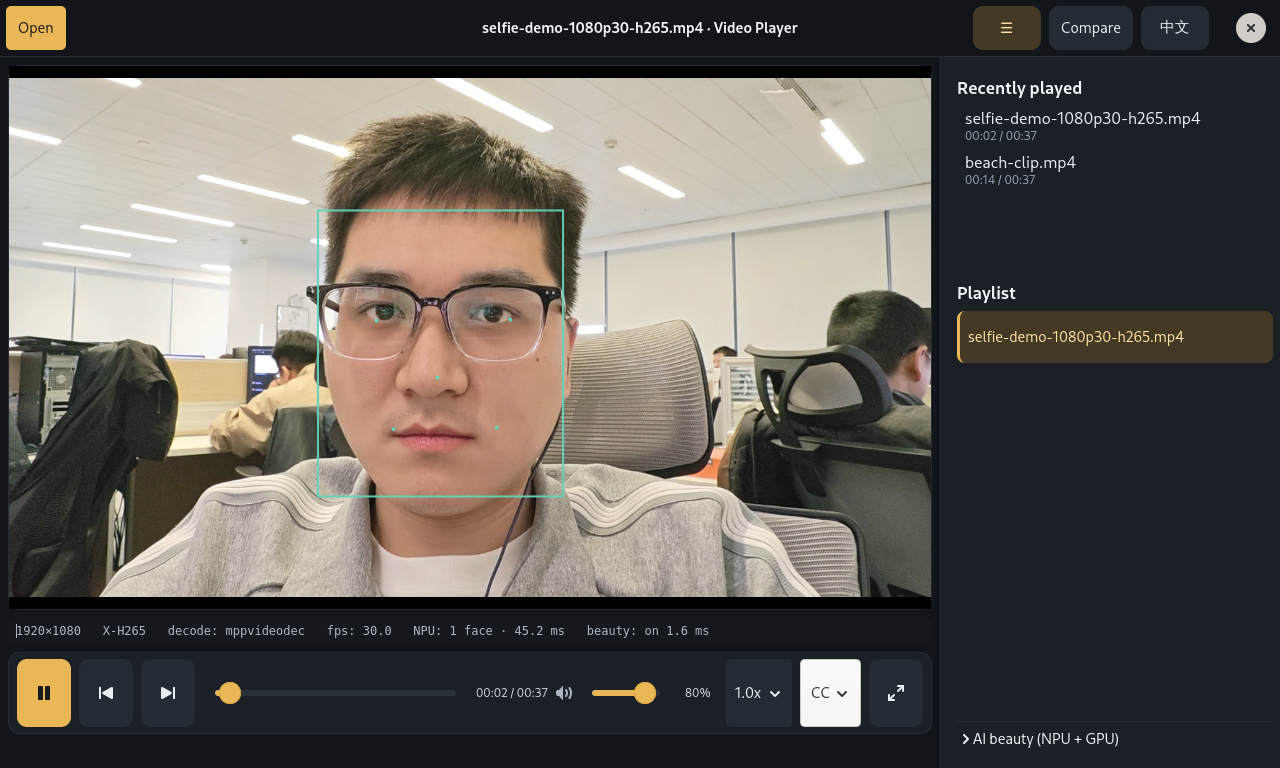 Open
selfie-demo-1080p30-h265.mp4 · Video Player
☰
Compare
中文
Recently played
selfie-demo-1080p30-h265.mp4
00:02 / 00:37
beach-clip.mp4
00:14 / 00:37
Playlist
selfie-demo-1080p30-h265.mp4
1920×1080 X-H265 decode: mppvideodec fps: 30.0 NPU: 1 face · 45.2 ms beauty: on 1.6 ms
00:02 / 00:37
80%
1.0x
CC
AI beauty (NPU + GPU)